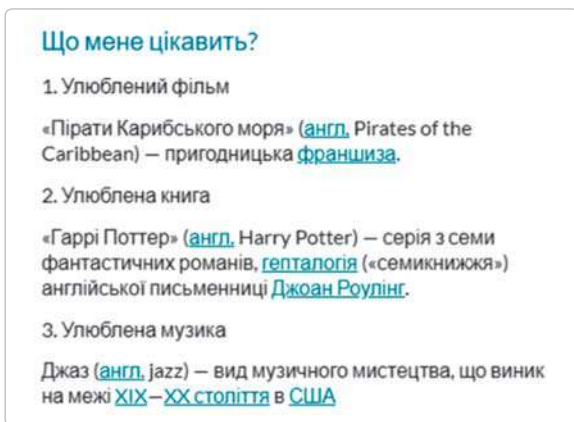 Що мене цікавить?
1. Улюблений фільм
«Пірати Карибського моря» (англ. Pirates of the
Caribbean) — пригодницька франшиза.
2. Улюблена книга
«Гаррі Поттер» (англ. Harry Potter) — серія з семи
фантастичних романів, гепталогія («семикнижжя»)
англійської письменниці Джоан Роулінг.
3. Улюблена музика
Джаз (англ. jazz) — вид музичного мистецтва, що виник
на межі XIX—XX століття в США